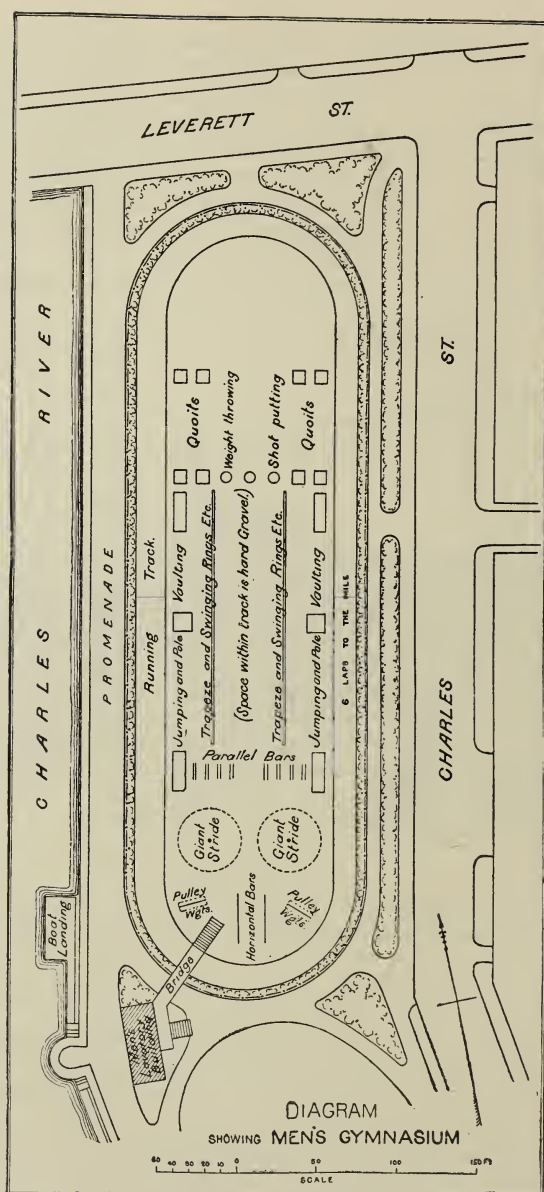 LEVERETT ST.
CHARLES RIVER
PROMENADE
Running Track.
Quoits
Weight throwing
Shot putting
Quoits
Jumping and Pole Vaulting
Trapeze and Swinging Rings Etc.
(Space within track is hard Gravel.)
Trapeze and Swinging Rings Etc.
Jumping and Pole Vaulting
6 LAPS TO THE MILE
CHARLES ST.
Parallel Bars
Giant
Stride
Giant
Stride
Pulley
Wgts.
Horizontal Bars
Pulley
Wgts.
Boat
Landing
Bridge
Building
DIAGRAM
SHOWING MEN'S GYMNASIUM
50 40 30 20 10 0 50 100 150 Ft
SCALE